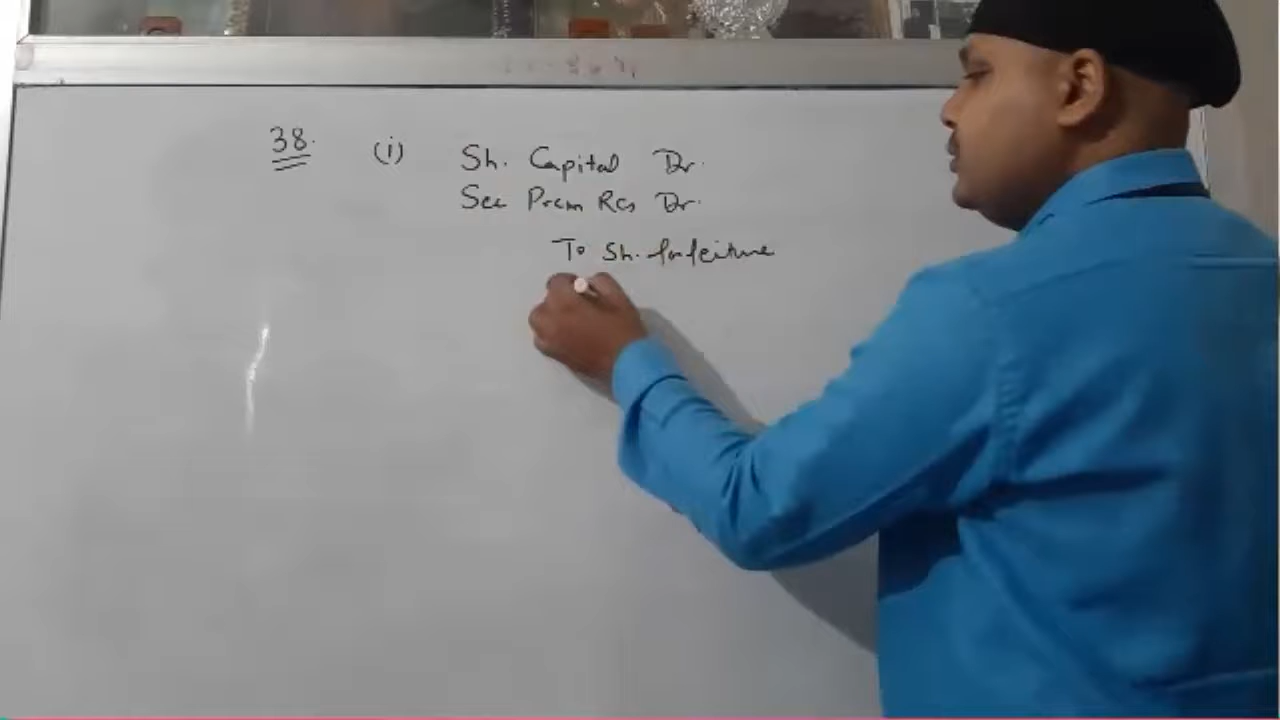 38. (i) Sh. Capital Dr.
Sec Prem Res Dr.
To Sh. forfeiture